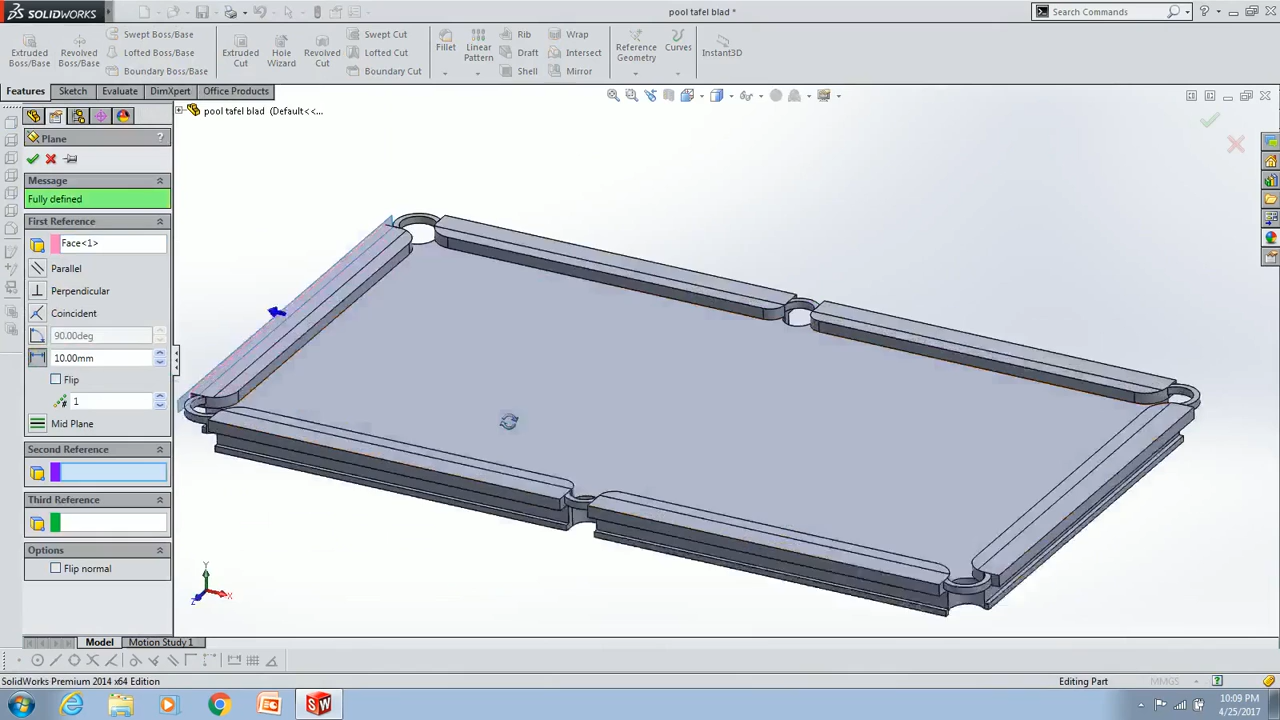 SOLIDWORKS
pool tafel blad *
Search Commands
Extruded Boss/Base
Revolved Boss/Base
Swept Boss/Base
Lofted Boss/Base
Boundary Boss/Base
Extruded Cut
Hole Wizard
Revolved Cut
Swept Cut
Lofted Cut
Boundary Cut
Fillet
Linear Pattern
Rib
Draft
Shell
Wrap
Intersect
Mirror
Reference Geometry
Curves
Instant3D
Features
Sketch
Evaluate
DimXpert
Office Products
pool tafel blad (Default<<...
Plane
?
Message
Fully defined
First Reference
Face<1>
Parallel
Perpendicular
Coincident
90.00deg
10.00mm
Flip
1
Mid Plane
Second Reference
Third Reference
Options
Flip normal
Y
X
Z
Model
Motion Study 1
SolidWorks Premium 2014 x64 Edition
Editing Part
MMGS
10:09 PM
4/25/2017